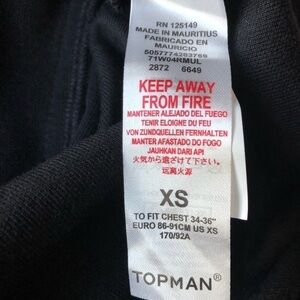 RN 125149
MADE IN MAURITIUS
FABRICADO EN
MAURICIO
5057774283769
71W04RMUL
2872 6649
KEEP AWAY
FROM FIRE
MANTENER ALEJADO DEL FUEGO
TENIR ELOIGNE DU FEU
VON ZUNDQUELLEN FERNHALTEN
MANTER AFASTADO DO FOGO
JAUHKAN DARI API
火気から遠ざけて下さい。
远离火源
XS
TO FIT CHEST 34-36"
EURO 86-91CM US XS
170/92A
TOPMAN®